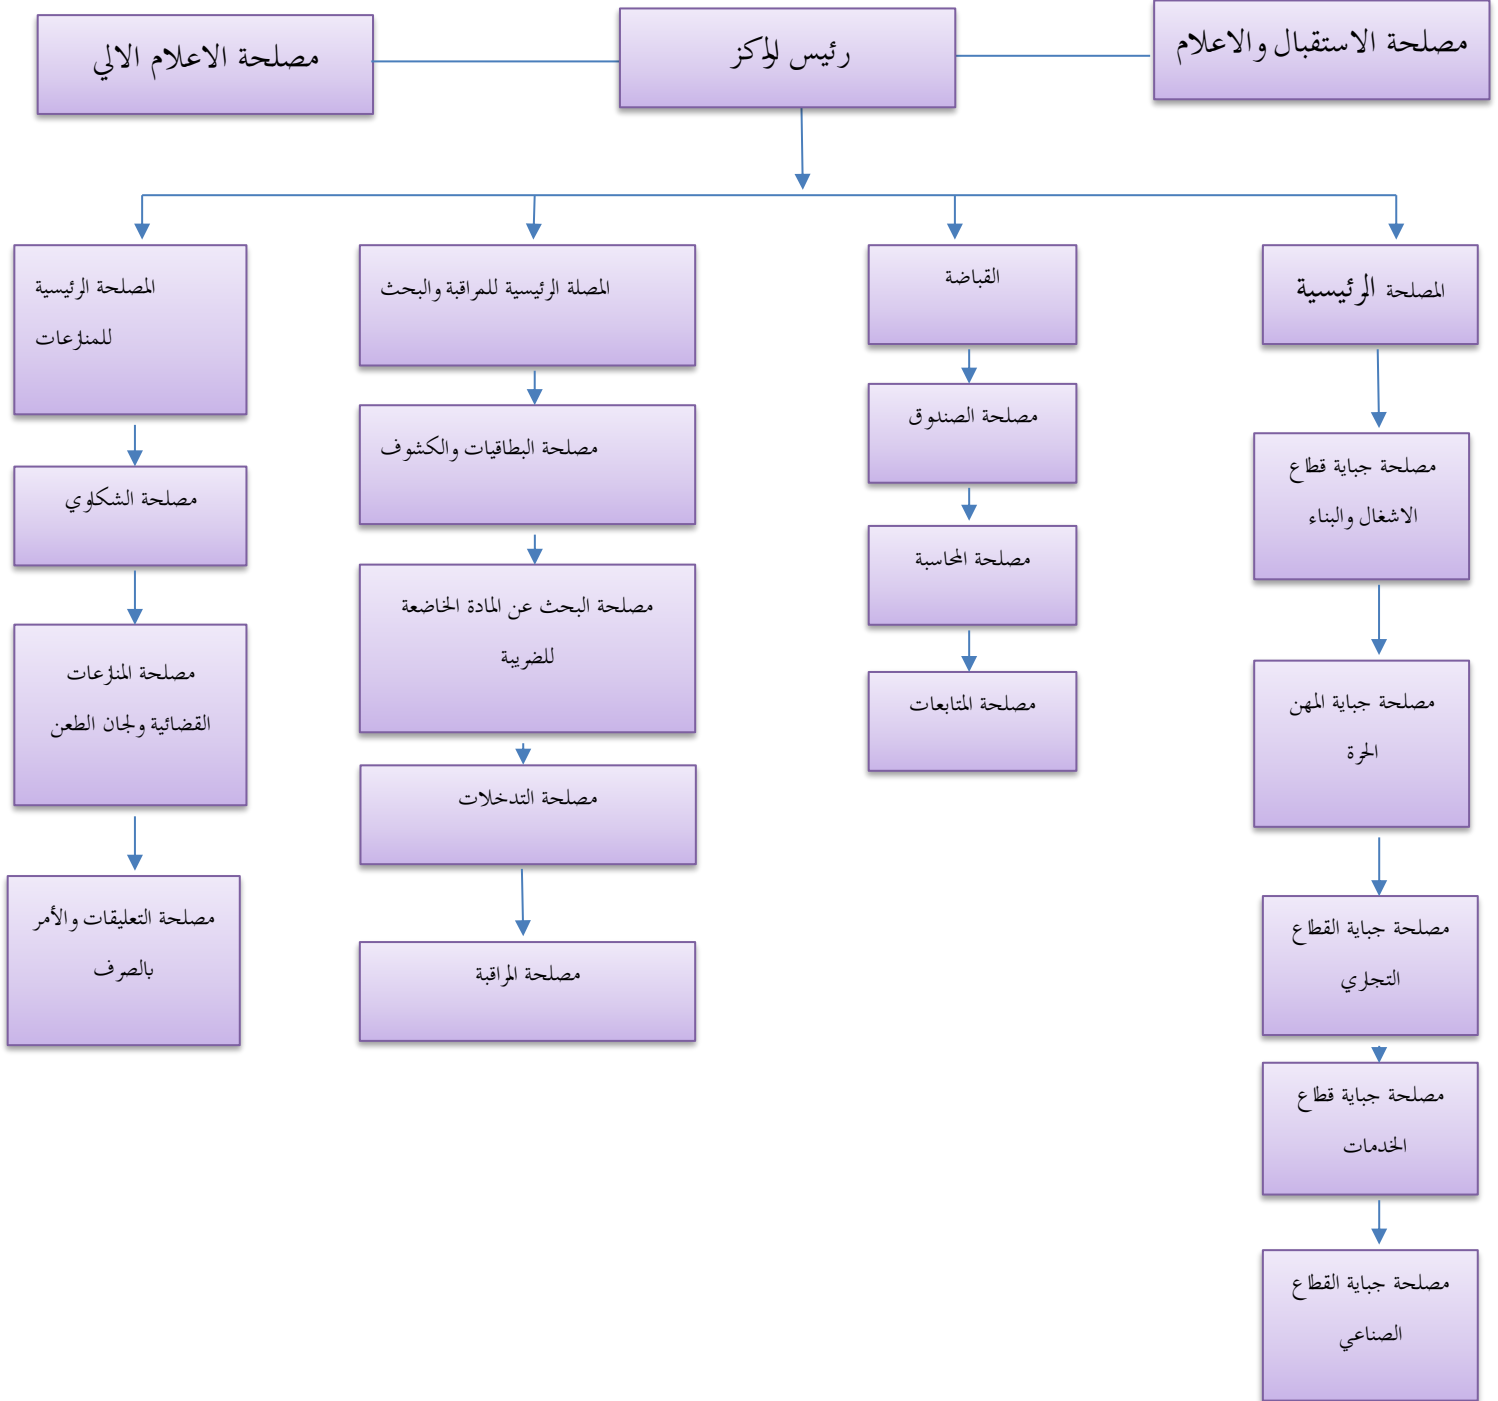 مصلحة الاستقبال والاعلام
رئيس المركز
مصلحة الاعلام الالي
المصلحة الرئيسية
مصلحة جباية قطاع
الاشغال والبناء
مصلحة جباية المهن
الحرة
مصلحة جباية القطاع
التجاري
مصلحة جباية قطاع
الخدمات
مصلحة جباية القطاع
الصناعي
القباضة
مصلحة الصندوق
مصلحة المحاسبة
مصلحة المتابعات
المصلة الرئيسية للمراقبة والبحث
مصلحة البطاقيات والكشوف
مصلحة البحث عن المادة الخاضعة
للضريبة
مصلحة التدخلات
مصلحة المراقبة
المصلحة الرئيسية
للمنازعات
مصلحة الشكاوي
مصلحة المنازعات
القضائية ولجان الطعن
مصلحة التعليقات والأمر
بالصرف